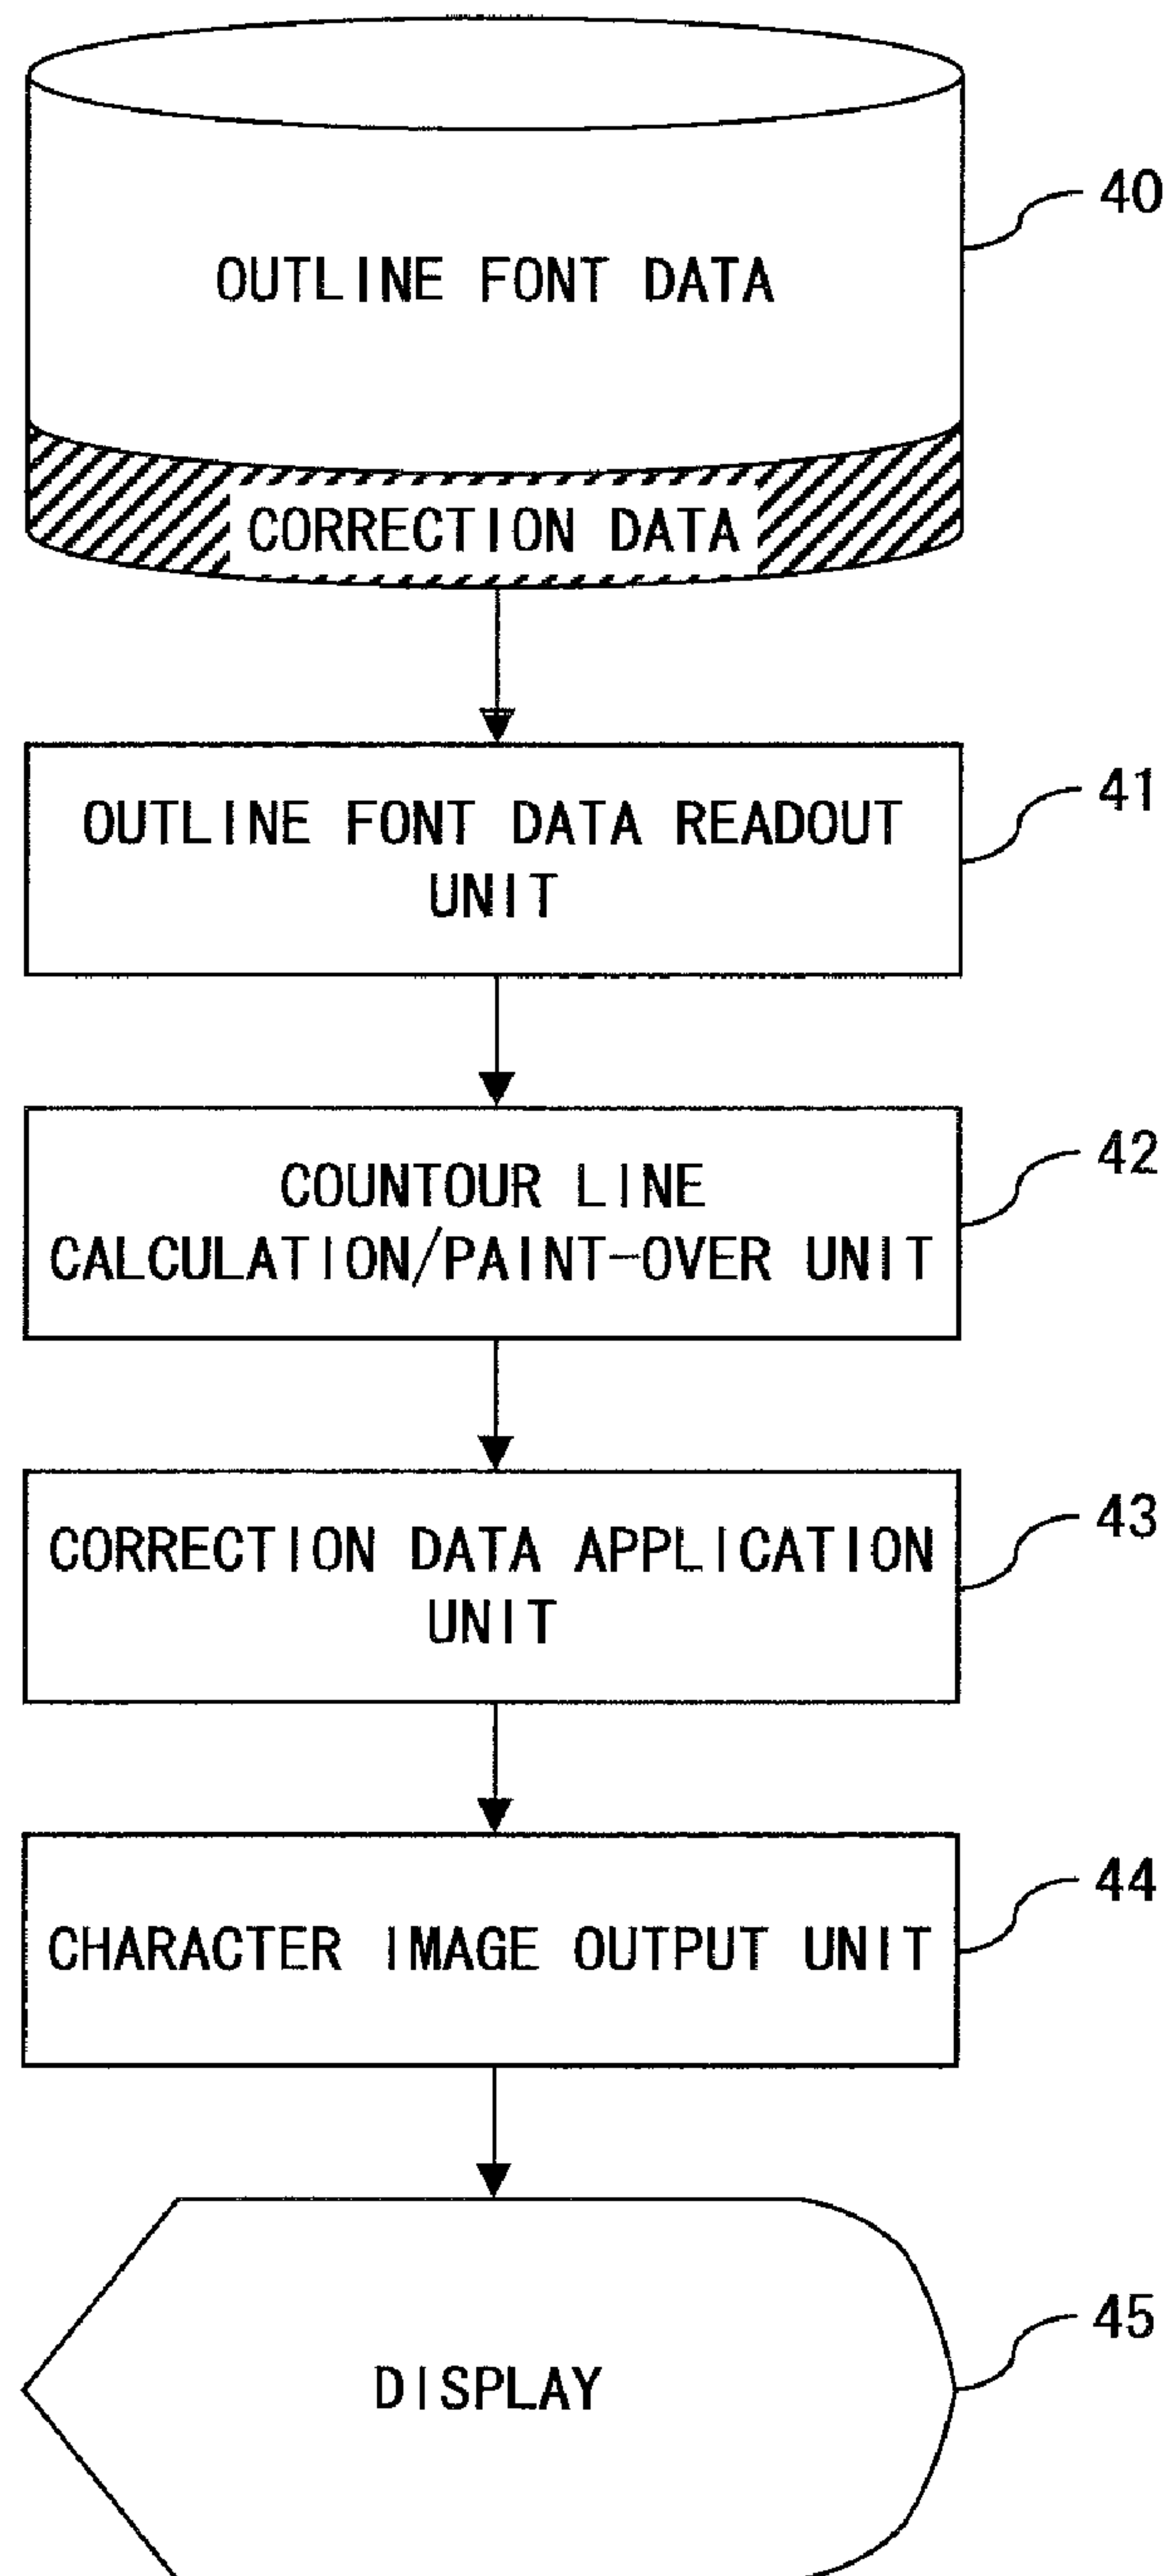 40
OUTLINE FONT DATA
CORRECTION DATA
41
OUTLINE FONT DATA READOUT
UNIT
42
COUNTOUR LINE
CALCULATION/PAINT-OVER UNIT
43
CORRECTION DATA APPLICATION
UNIT
44
CHARACTER IMAGE OUTPUT UNIT
45
DISPLAY